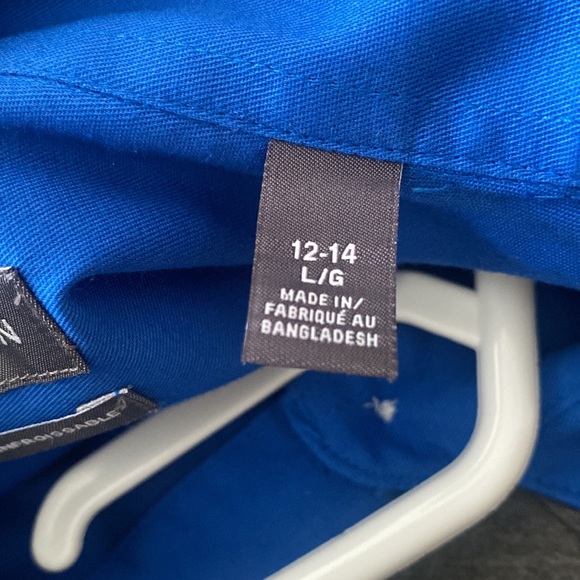 12-14
L/G
MADE IN/
FABRIQUÉ AU
BANGLADESH